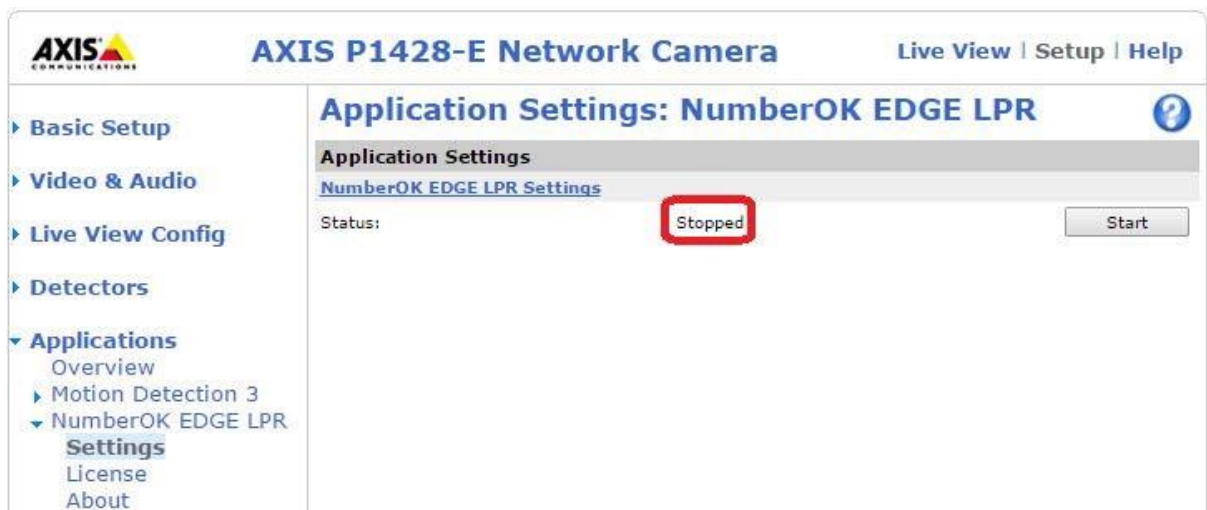 AXIS
COMMUNICATIONS
AXIS P1428-E Network Camera
Live View | Setup | Help
Basic Setup
Video & Audio
Live View Config
Detectors
Applications
Overview
Motion Detection 3
NumberOK EDGE LPR
Settings
License
About
Application Settings: NumberOK EDGE LPR
?
Application Settings
NumberOK EDGE LPR Settings
Status: Stopped Start